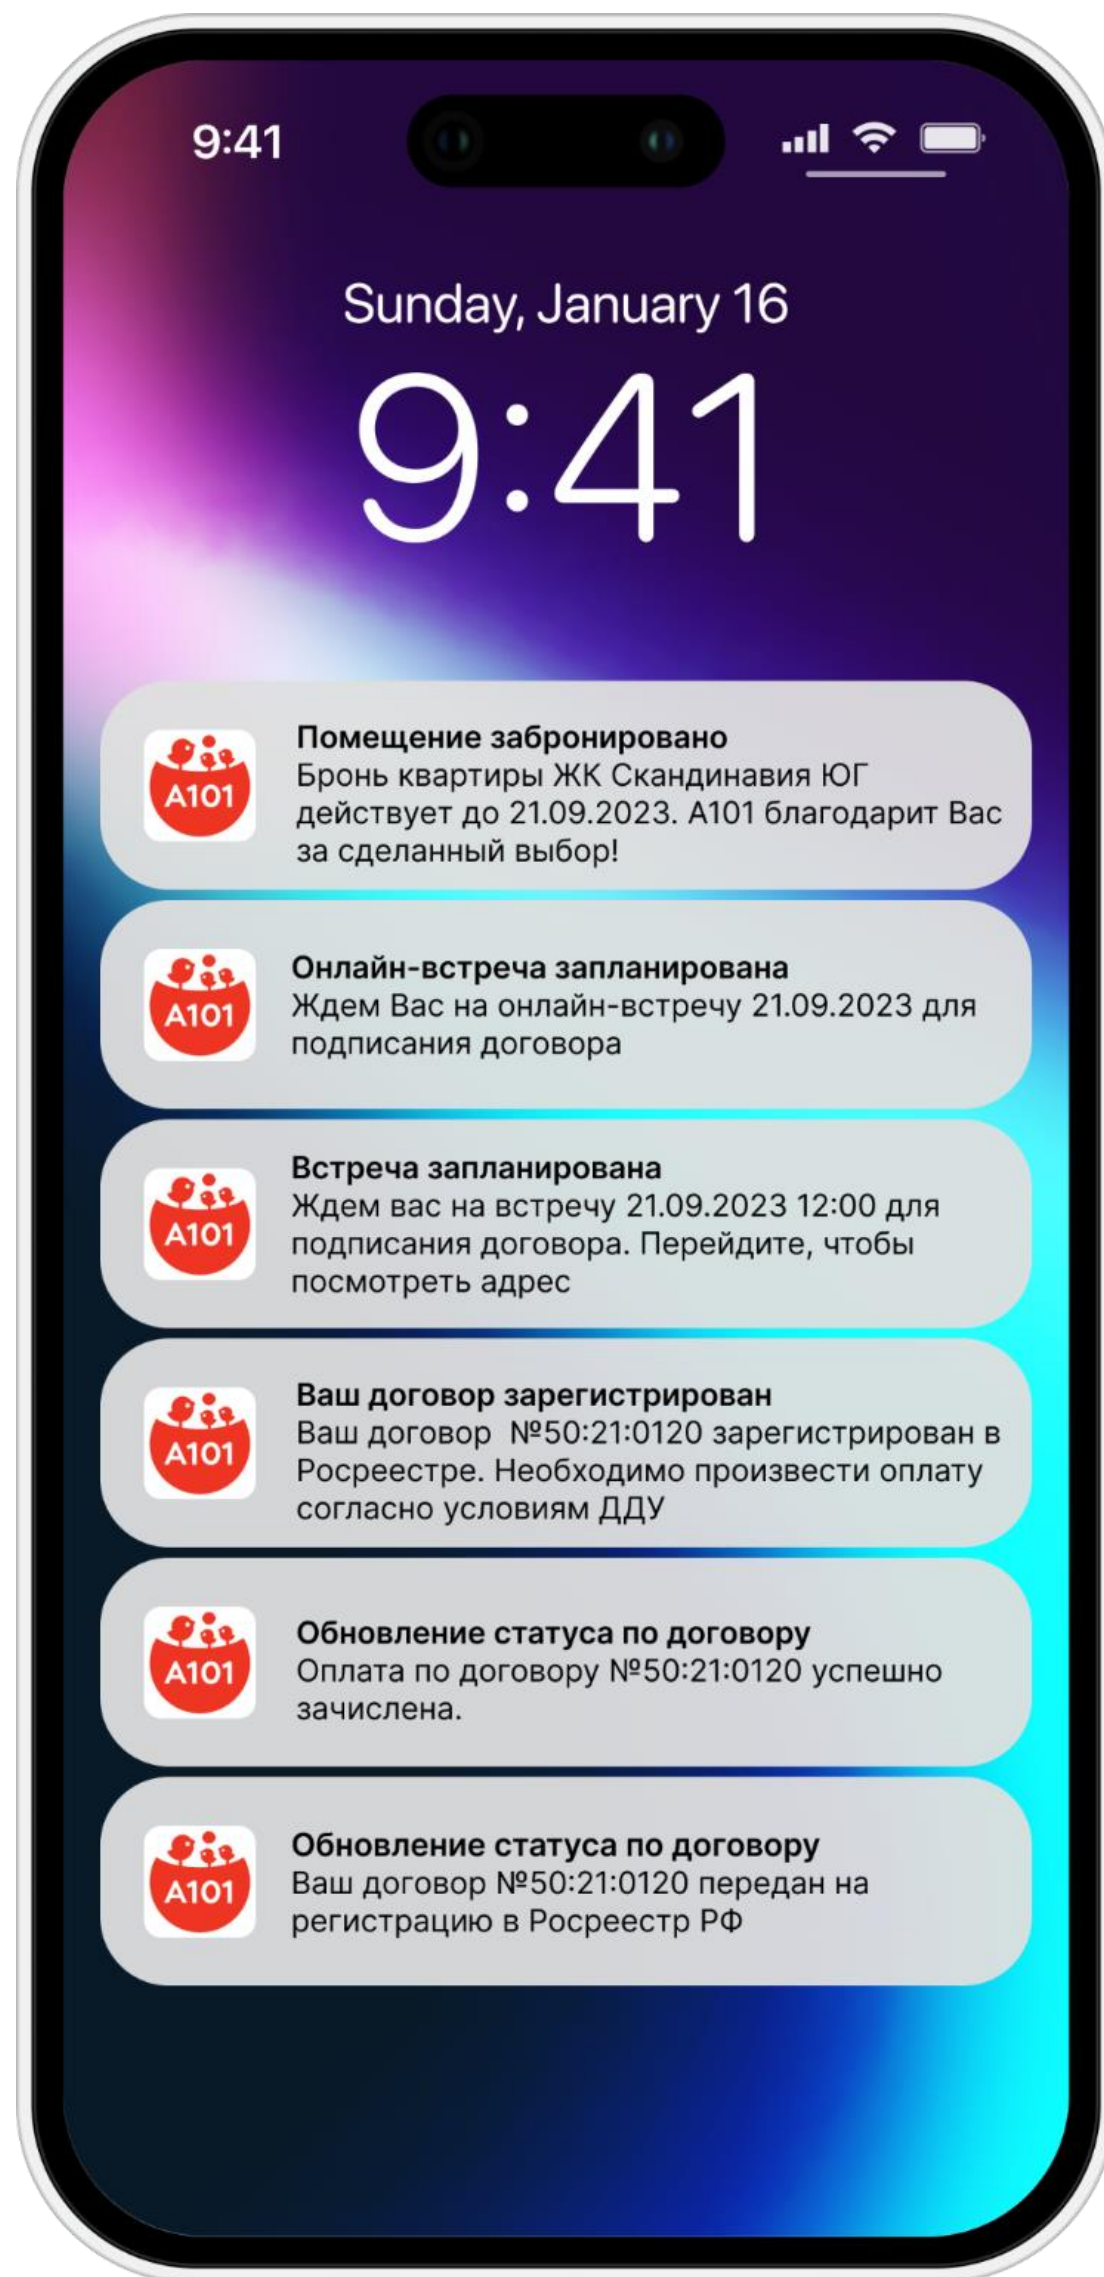 9:41
Sunday, January 16
9:41
Помещение забронировано
A101
Бронь квартиры ЖК Скандинавия ЮГ
действует до 21.09.2023. А101 благодарит Вас
за сделанный выбор!
Онлайн-встреча запланирована
A101
Ждем Вас на онлайн-встречу 21.09.2023 для
подписания договора
Встреча запланирована
A101
Ждем вас на встречу 21.09.2023 12:00 для
подписания договора. Перейдите, чтобы
посмотреть адрес
Ваш договор зарегистрирован
A101
Ваш договор  №50:21:0120 зарегистрирован в
Росреестре. Необходимо произвести оплату
согласно условиям ДДУ
Обновление статуса по договору
A101
Оплата по договору №50:21:0120 успешно
зачислена.
Обновление статуса по договору
A101
Ваш договор №50:21:0120 передан на
регистрацию в Росреестр РФ